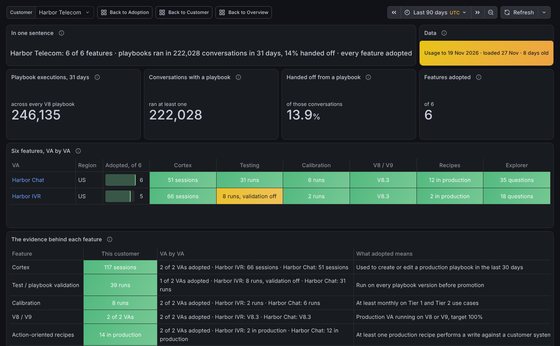 Customer Harbor Telecom Back to Adoption Back to Customer Back to Overview Last 90 days UTC Refresh
In one sentence
Harbor Telecom: 6 of 6 features · playbooks ran in 222,028 conversations in 31 days, 14% handed off · every feature adopted
Data
Usage to 19 Nov 2026 · loaded 27 Nov · 8 days old
Playbook executions, 31 days
across every V8 playbook
246,135
Conversations with a playbook
ran at least one
222,028
Handed off from a playbook
of those conversations
13.9%
Features adopted
of 6
6
Six features, VA by VA
VA Region Adopted, of 6 Cortex Testing Calibration V8 / V9 Recipes Explorer
Harbor Chat US 6 51 sessions 31 runs 6 runs V8.3 12 in production 35 questions
Harbor IVR US 5 66 sessions 8 runs, validation off 2 runs V8.3 2 in production 18 questions
The evidence behind each feature
Feature This customer VA by VA What adopted means
Cortex 117 sessions 2 of 2 VAs adopted · Harbor IVR: 66 sessions · Harbor Chat: 51 sessions Used to create or edit a production playbook in the last 30 days
Test / playbook validation 39 runs 1 of 2 VAs adopted · Harbor IVR: 8 runs, validation off · Harbor Chat: 31 runs Run on every playbook version before promotion
Calibration 8 runs 2 of 2 VAs adopted · Harbor IVR: 2 runs · Harbor Chat: 6 runs At least monthly on Tier 1 and Tier 2 use cases
V8 / V9 2 of 2 VAs 2 of 2 VAs adopted · Harbor IVR: V8.3 · Harbor Chat: V8.3 Production VA running on V8 or V9, target 100%
Action-oriented recipes 14 in production 2 of 2 VAs adopted · Harbor IVR: 2 in production · Harbor Chat: 12 in production At least one production recipe performs a write against a customer system